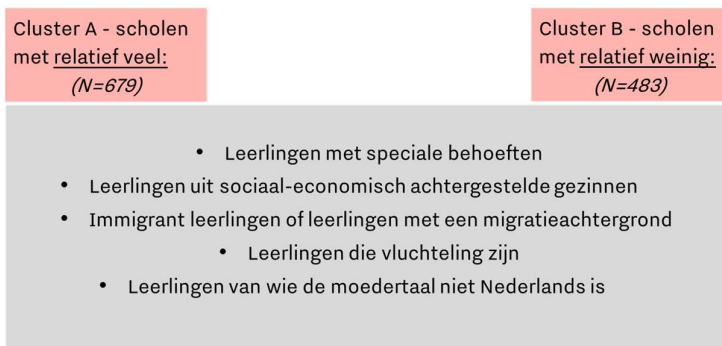 Cluster A - scholen
met relatief veel:
(N=679)
Cluster B - scholen
met relatief weinig:
(N=483)
• Leerlingen met speciale behoeften
• Leerlingen uit sociaal-economisch achtergestelde gezinnen
• Immigrant leerlingen of leerlingen met een migratieachtergrond
• Leerlingen die vluchteling zijn
• Leerlingen van wie de moedertaal niet Nederlands is